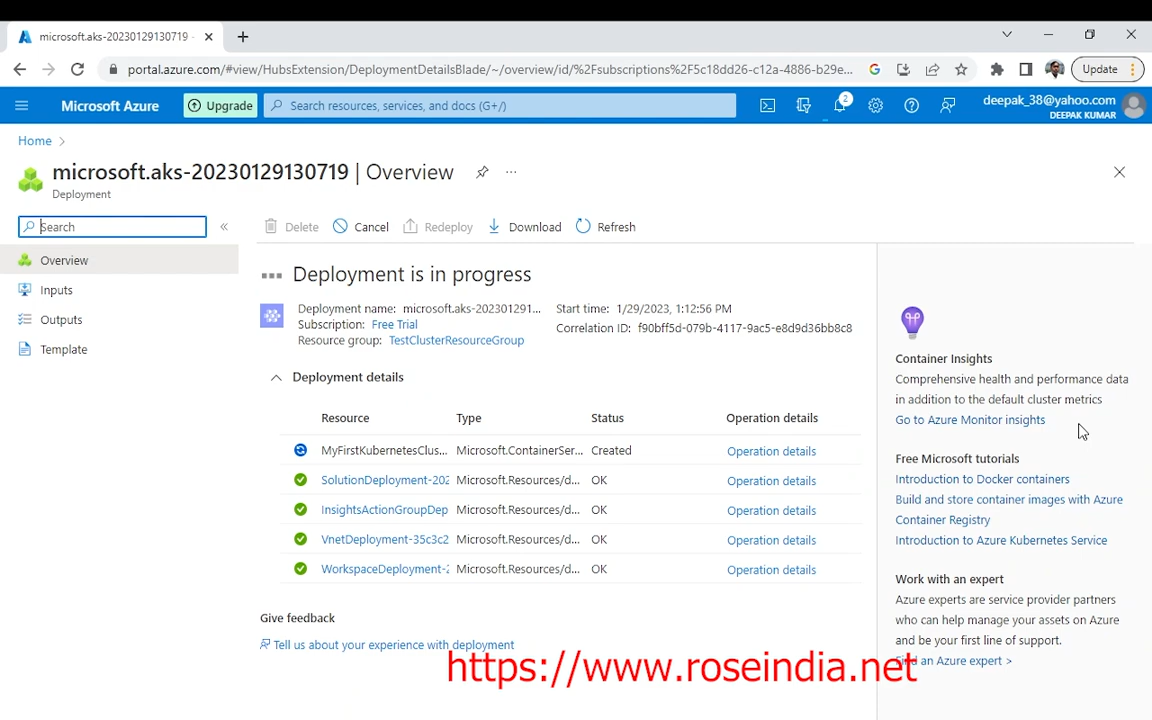 microsoft.aks-20230129130719 -
portal.azure.com/#view/HubsExtension/DeploymentDetailsBlade/~/overview/id/%2Fsubscriptions%2F5c18dd26-c12a-4886-b29e...
Update
Microsoft Azure
Upgrade
Search resources, services, and docs (G+/)
2
deepak_38@yahoo.com
DEEPAK KUMAR
Home
microsoft.aks-20230129130719 | Overview
Deployment
Search
Delete
Cancel
Redeploy
Download
Refresh
Overview
Inputs
Outputs
Template
Deployment is in progress
Deployment name: microsoft.aks-202301291...
Subscription: Free Trial
Resource group: TestClusterResourceGroup
Start time: 1/29/2023, 1:12:56 PM
Correlation ID: f90bff5d-079b-4117-9ac5-e8d9d36bb8c8
Deployment details
Resource Type Status Operation details
MyFirstKubernetesClus... Microsoft.ContainerSer... Created Operation details
SolutionDeployment-202 Microsoft.Resources/d... OK Operation details
InsightsActionGroupDep Microsoft.Resources/d... OK Operation details
VnetDeployment-35c3c2 Microsoft.Resources/d... OK Operation details
WorkspaceDeployment-2 Microsoft.Resources/d... OK Operation details
Give feedback
Tell us about your experience with deployment
Container Insights
Comprehensive health and performance data
in addition to the default cluster metrics
Go to Azure Monitor insights
Free Microsoft tutorials
Introduction to Docker containers
Build and store container images with Azure
Container Registry
Introduction to Azure Kubernetes Service
Work with an expert
Azure experts are service provider partners
who can help manage your assets on Azure
and be your first line of support.
Find an Azure expert >
https://www.roseindia.net